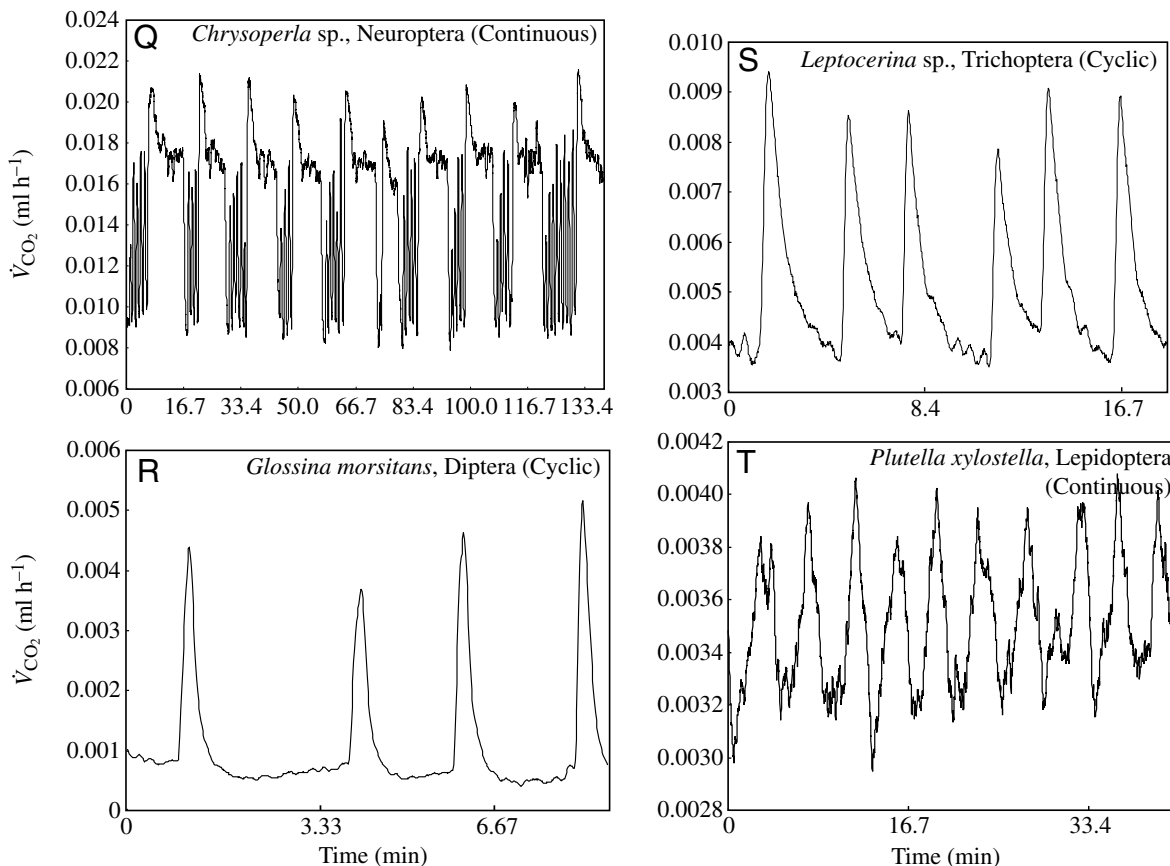 Q
Chrysoperla sp., Neuroptera (Continuous)
V̇CO2 (ml h−1)
0.024
0.022
0.020
0.018
0.016
0.014
0.012
0.010
0.008
0.006
0 16.7 33.4 50.0 66.7 83.4 100.0 116.7 133.4
S
Leptocerina sp., Trichoptera (Cyclic)
0.010
0.009
0.008
0.007
0.006
0.005
0.004
0.003
0 8.4 16.7
R
Glossina morsitans, Diptera (Cyclic)
V̇CO2 (ml h−1)
0.006
0.005
0.004
0.003
0.002
0.001
0
0 3.33 6.67
Time (min)
T
Plutella xylostella, Lepidoptera
(Continuous)
0.0042
0.0040
0.0038
0.0036
0.0034
0.0032
0.0030
0.0028
0 16.7 33.4
Time (min)